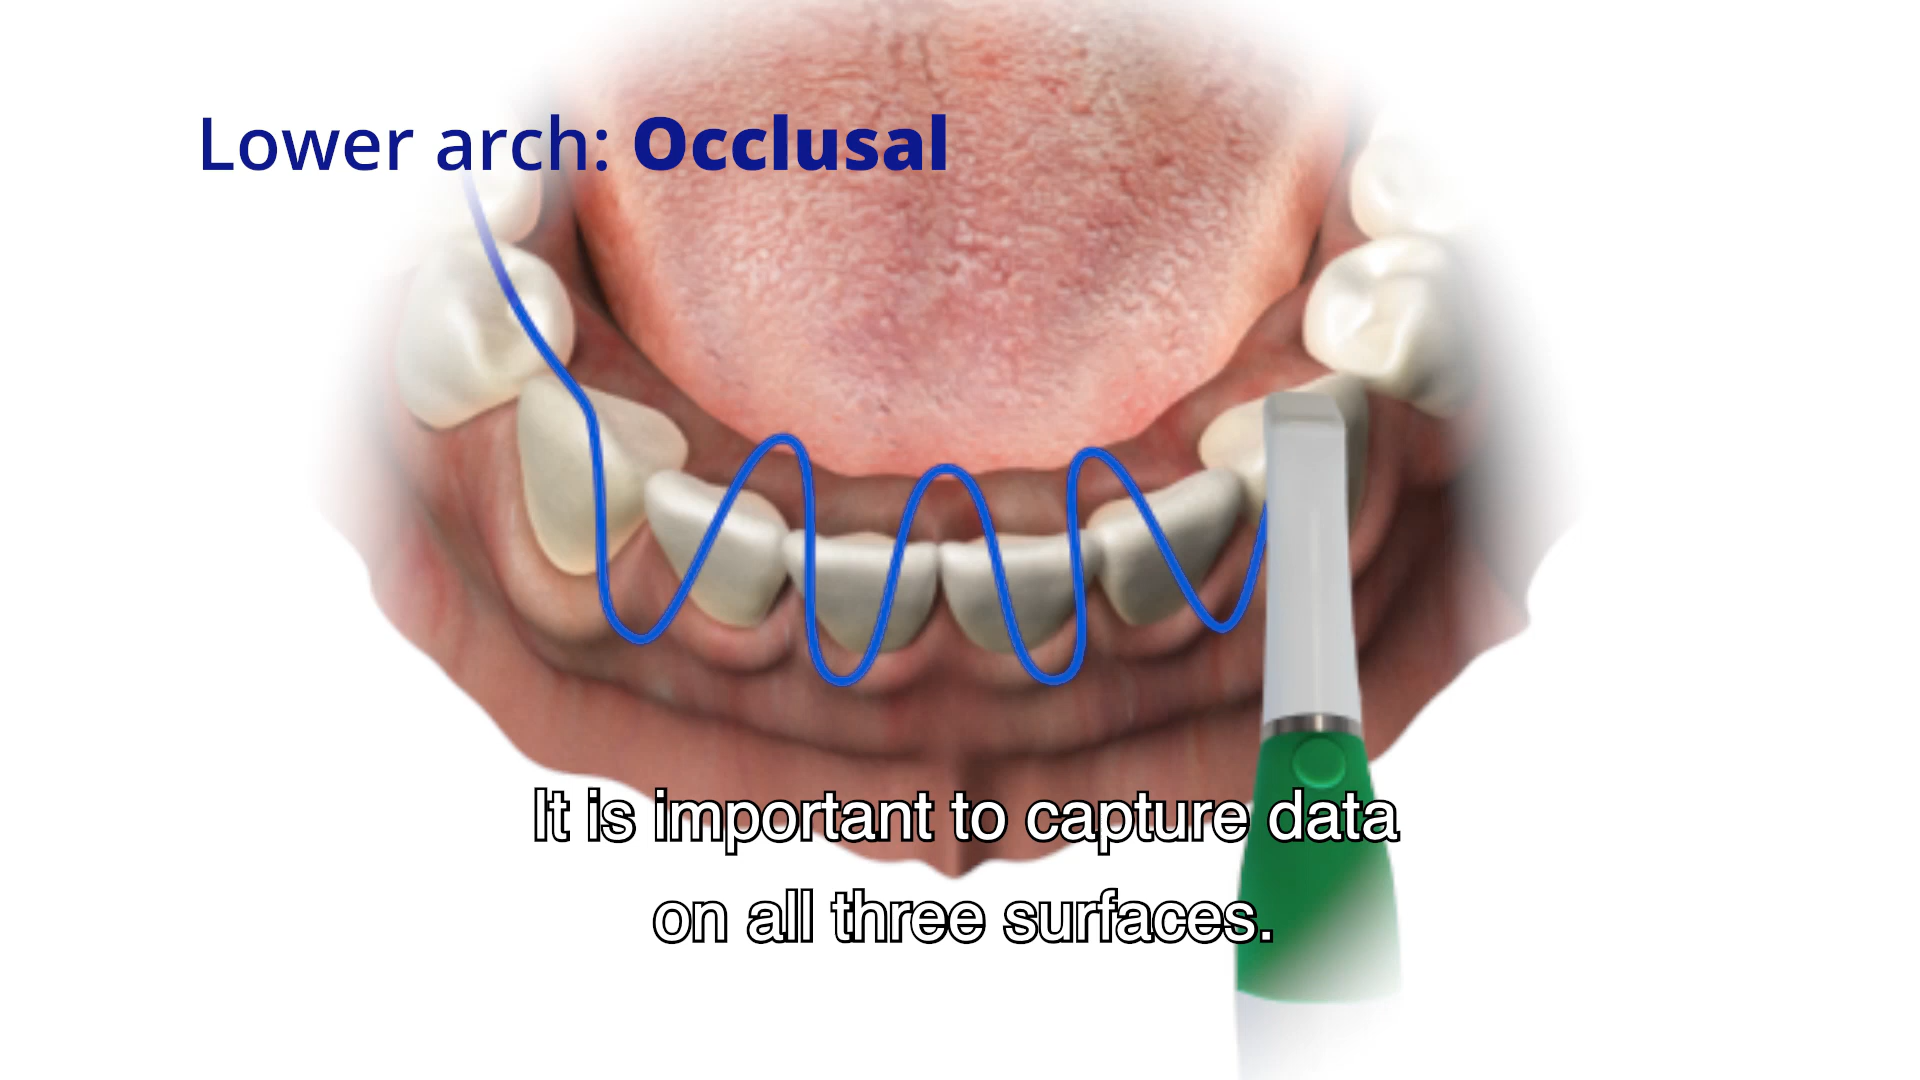 Lower arch: Occlusal
It is important to capture data
on all three surfaces.